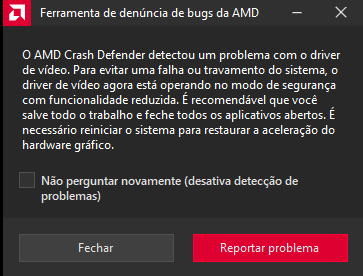 Ferramenta de denúncia de bugs da AMD
O AMD Crash Defender detectou um problema com o driver
de vídeo. Para evitar uma falha ou travamento do sistema, o
driver de vídeo agora está operando no modo de segurança
com funcionalidade reduzida. É recomendável que você
salve todo o trabalho e feche todos os aplicativos abertos. É
necessário reiniciar o sistema para restaurar a aceleração do
hardware gráfico.
Não perguntar novamente (desativa detecção de
problemas)
Fechar
Reportar problema